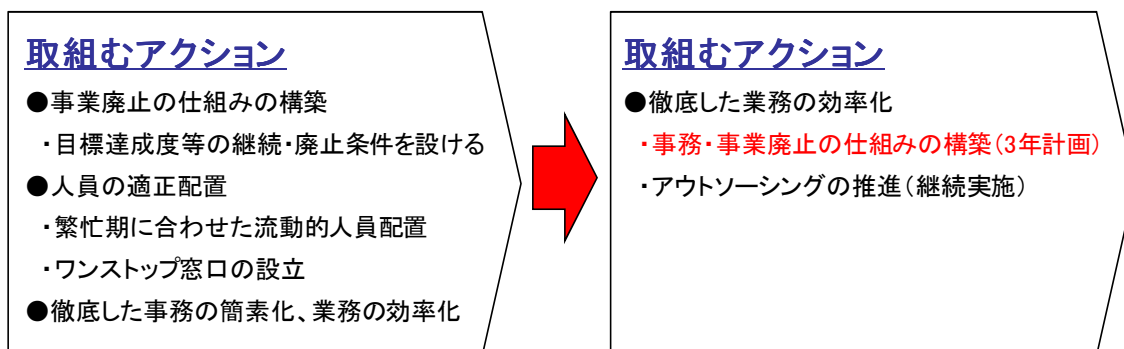 取組むアクション
●事業廃止の仕組みの構築
・目標達成度等の継続・廃止条件を設ける
●人員の適正配置
・繁忙期に合わせた流動的人員配置
・ワンストップ窓口の設立
●徹底した事務の簡素化、業務の効率化
取組むアクション
●徹底した業務の効率化
・事務・事業廃止の仕組みの構築(3年計画)
・アウトソーシングの推進(継続実施)